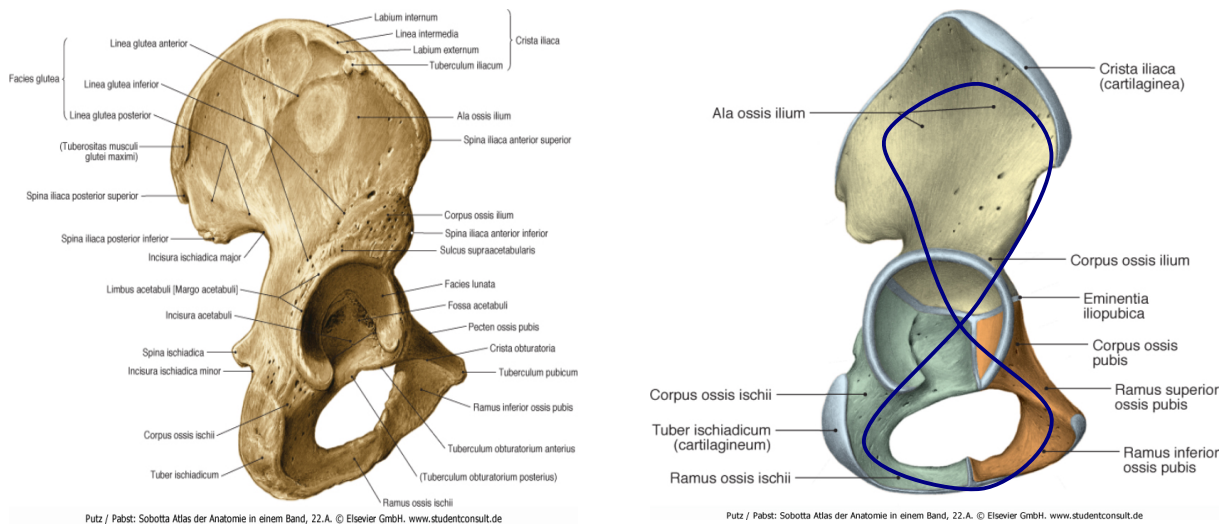 Labium internum
Linea intermedia
Labium externum
Tuberculum iliacum
Crista iliaca
Linea glutea anterior
Facies glutea
Linea glutea inferior
Linea glutea posterior
(Tuberositas musculi
glutei maximi)
Spina iliaca posterior superior
Spina iliaca posterior inferior
Incisura ischiadica major
Limbus acetabuli [Margo acetabuli]
Incisura acetabuli
Spina ischiadica
Incisura ischiadica minor
Corpus ossis ischii
Tuber ischiadicum
Ala ossis ilium
Spina iliaca anterior superior
Corpus ossis ilium
Spina iliaca anterior inferior
Sulcus supraacetabularis
Facies lunata
Fossa acetabuli
Pecten ossis pubis
Crista obturatoria
Tuberculum pubicum
Ramus inferior ossis pubis
Tuberculum obturatorium anterius
(Tuberculum obturatorium posterius)
Ramus ossis ischii
Putz / Pabst: Sobotta Atlas der Anatomie in einem Band, 22.A. © Elsevier GmbH. www.studentconsult.de
Crista iliaca
(cartilaginea)
Ala ossis ilium
Corpus ossis ilium
Eminentia
iliopubica
Corpus ossis
pubis
Ramus superior
ossis pubis
Ramus inferior
ossis pubis
Corpus ossis ischii
Tuber ischiadicum
(cartilagineum)
Ramus ossis ischii
Putz / Pabst: Sobotta Atlas der Anatomie in einem Band, 22.A. © Elsevier GmbH. www.studentconsult.de